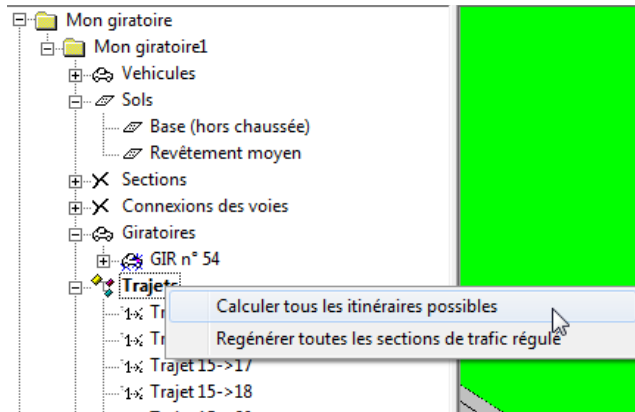 Mon giratoire
Mon giratoire1
Vehicules
Sols
Base (hors chaussée)
Revêtement moyen
Sections
Connexions des voies
Giratoires
GIR n° 54
Trajets
Calculer tous les itinéraires possibles
Regénérer toutes les sections de trafic régulé
Trajet 15->17
Trajet 15->18